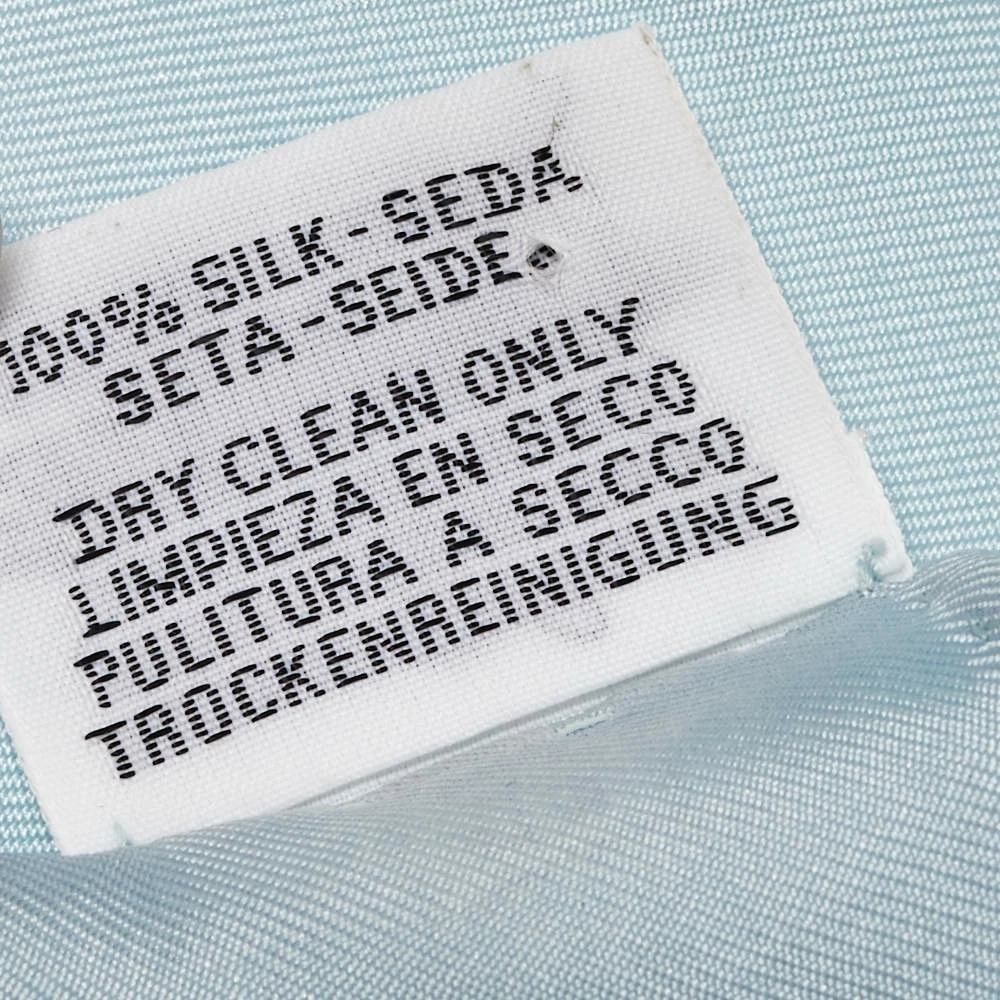 100% SILK-SEDA
SETA-SEIDE
DRY CLEAN ONLY
LIMPIEZA EN SECO
PULITURA A SECCO
TROCKENREINIGUNG